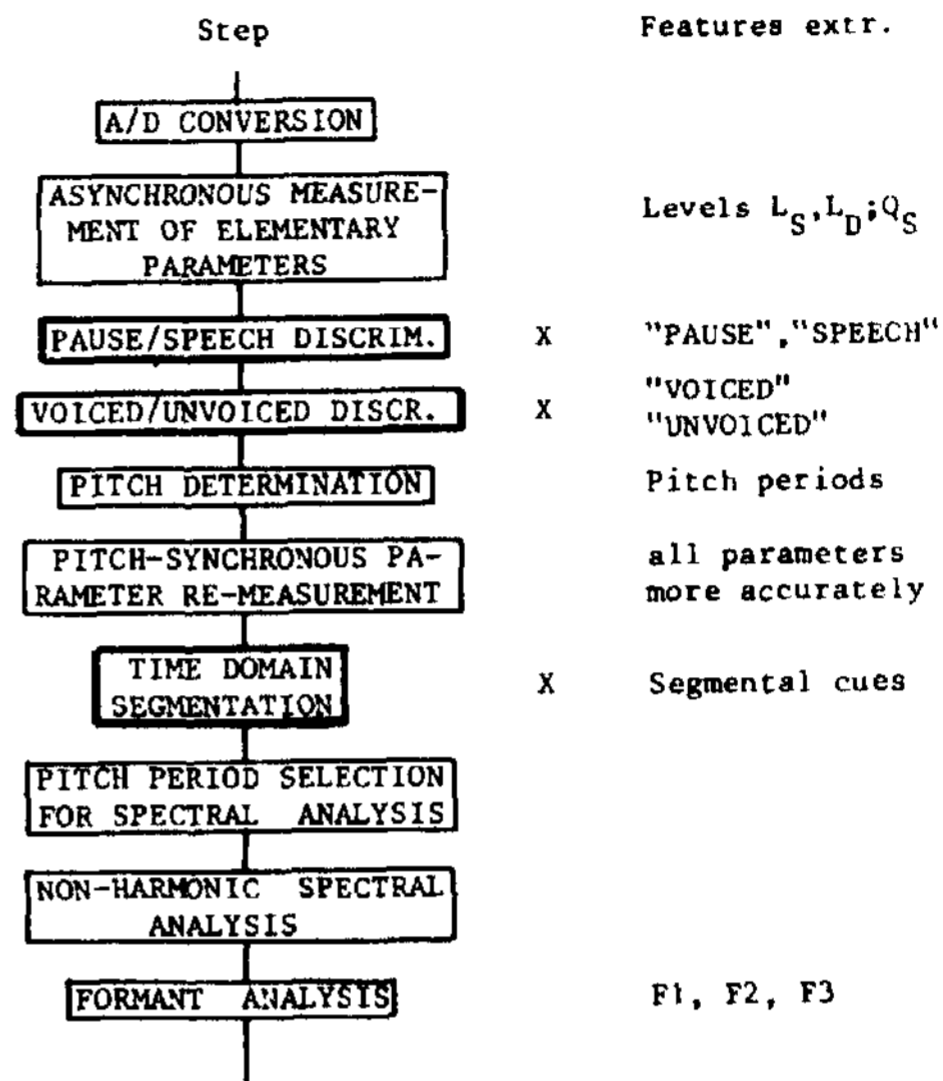 Step Features extr.
A/D CONVERSION
ASYNCHRONOUS MEASURE-
MENT OF ELEMENTARY
PARAMETERS
Levels L_S,L_D;Q_S
PAUSE/SPEECH DISCRIM. X "PAUSE","SPEECH"
VOICED/UNVOICED DISCR. X "VOICED"
"UNVOICED"
PITCH DETERMINATION Pitch periods
PITCH-SYNCHRONOUS PA-
RAMETER RE-MEASUREMENT
all parameters
more accurately
TIME DOMAIN
SEGMENTATION
X Segmental cues
PITCH PERIOD SELECTION
FOR SPECTRAL ANALYSIS
NON-HARMONIC SPECTRAL
ANALYSIS
FORMANT ANALYSIS F1, F2, F3